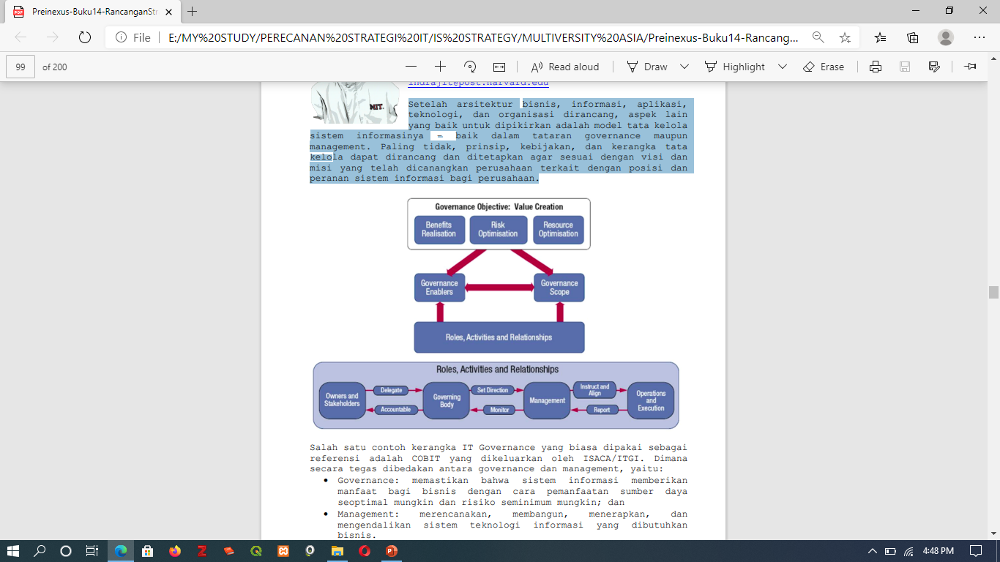 Preinexus-Buku14-RancanganStr
File
E:/MY%20STUDY/PERECANAN%20STRATEGI%20IT/IS%20STRATEGY/MULTIVERSITY%20ASIA/Preinexus-Buku14-Rancang...
99 of 200
Read aloud
Draw
Highlight
Erase
indrajit@post.harvard.edu
MIT.
Setelah arsitektur bisnis, informasi, aplikasi,
teknologi, dan organisasi dirancang, aspek lain
yang baik untuk dipikirkan adalah model tata kelola
sistem informasinya – baik dalam tataran governance maupun
management. Paling tidak, prinsip, kebijakan, dan kerangka tata
kelola dapat dirancang dan ditetapkan agar sesuai dengan visi dan
misi yang telah dicanangkan perusahaan terkait dengan posisi dan
peranan sistem informasi bagi perusahaan.
Governance Objective: Value Creation
Benefits
Realisation
Risk
Optimisation
Resource
Optimisation
Governance
Enablers
Governance
Scope
Roles, Activities and Relationships
Roles, Activities and Relationships
Owners and
Stakeholders
Delegate
Accountable
Governing
Body
Set Direction
Monitor
Management
Instruct and
Align
Report
Operations
and
Execution
Salah satu contoh kerangka IT Governance yang biasa dipakai sebagai
referensi adalah COBIT yang dikeluarkan oleh ISACA/ITGI. Dimana
secara tegas dibedakan antara governance dan management, yaitu:
• Governance: memastikan bahwa sistem informasi memberikan
manfaat bagi bisnis dengan cara pemanfaatan sumber daya
seoptimal mungkin dan risiko seminimum mungkin; dan
• Management: merencanakan, membangun, menerapkan, dan
mengendalikan sistem teknologi informasi yang dibutuhkan
bisnis.
4:48 PM